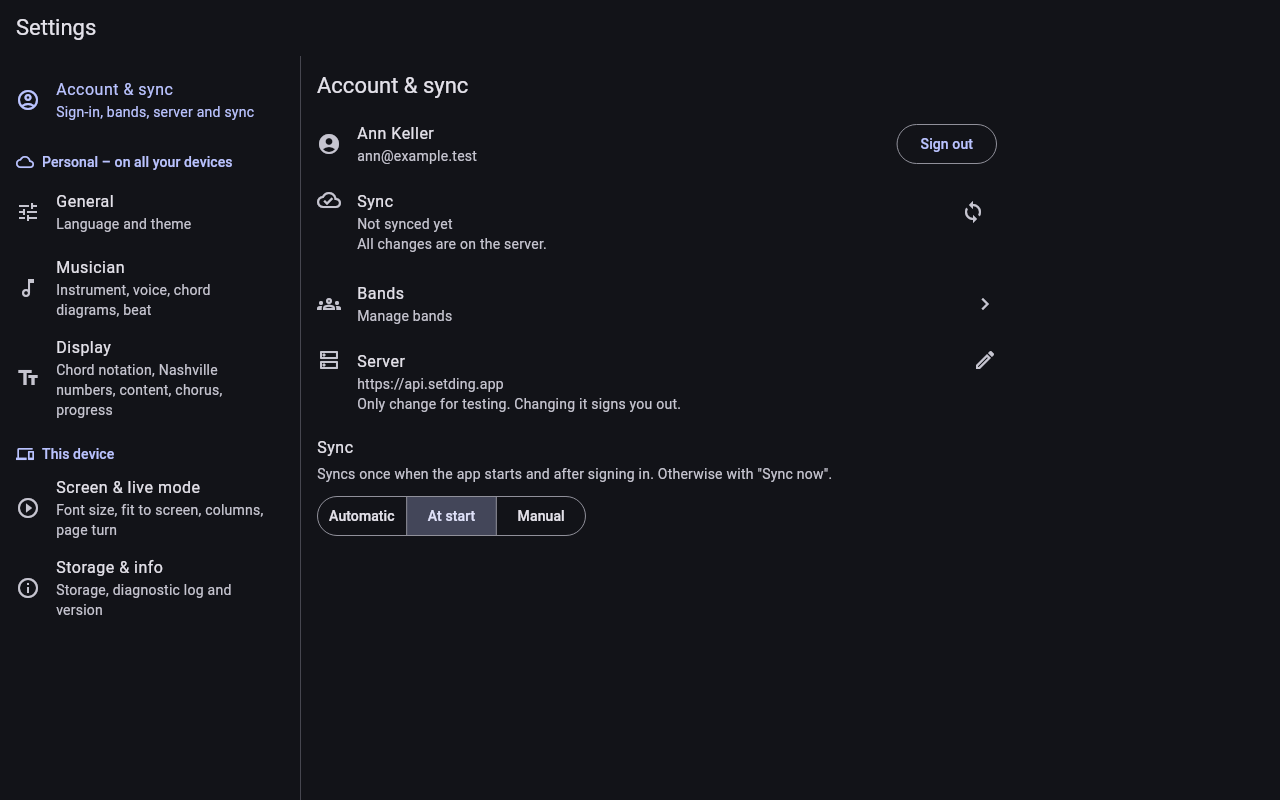 Settings
Account & sync
Sign-in, bands, server and sync
Personal – on all your devices
General
Language and theme
Musician
Instrument, voice, chord
diagrams, beat
Display
Chord notation, Nashville
numbers, content, chorus,
progress
This device
Screen & live mode
Font size, fit to screen, columns,
page turn
Storage & info
Storage, diagnostic log and
version
Account & sync
Ann Keller
ann@example.test
Sign out
Sync
Not synced yet
All changes are on the server.
Bands
Manage bands
Server
https://api.setding.app
Only change for testing. Changing it signs you out.
Sync
Syncs once when the app starts and after signing in. Otherwise with "Sync now".
Automatic
At start
Manual